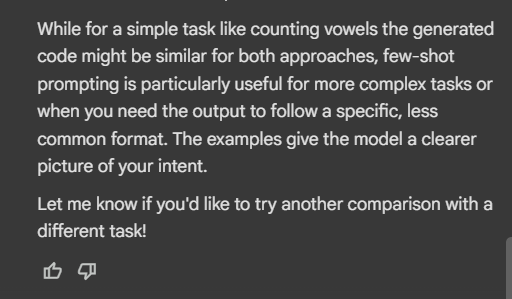 While for a simple task like counting vowels the generated
code might be similar for both approaches, few-shot
prompting is particularly useful for more complex tasks or
when you need the output to follow a specific, less
common format. The examples give the model a clearer
picture of your intent.
Let me know if you'd like to try another comparison with a
different task!